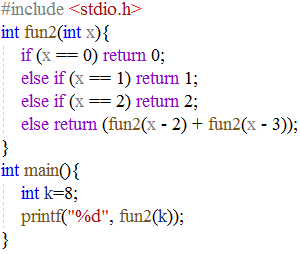 #include <stdio.h>
int fun2(int x){
if (x == 0) return 0;
else if (x == 1) return 1;
else if (x == 2) return 2;
else return (fun2(x - 2) + fun2(x - 3));
}
int main(){
int k=8;
printf("%d", fun2(k));
}